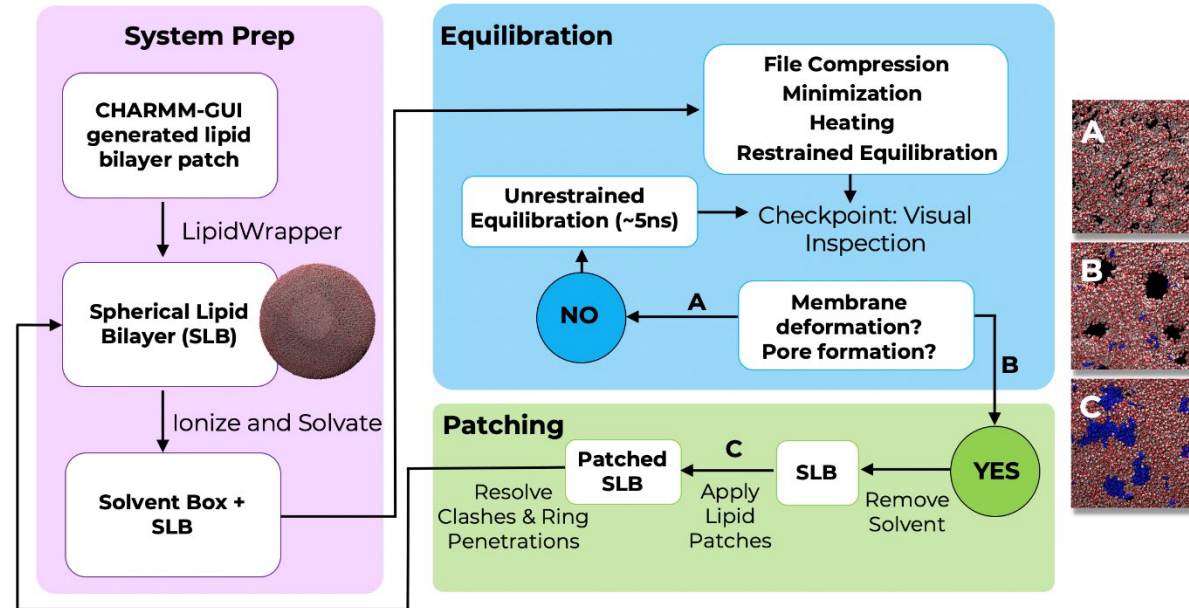 System Prep
CHARMM-GUI
generated lipid
bilayer patch
LipidWrapper
Spherical Lipid
Bilayer (SLB)
Ionize and Solvate
Solvent Box +
SLB
Equilibration
File Compression
Minimization
Heating
Restrained Equilibration
Unrestrained
Equilibration (~5ns)
Checkpoint: Visual
Inspection
NO
A
Membrane
deformation?
Pore formation?
B
Patching
YES
Remove
Solvent
SLB
C
Apply
Lipid
Patches
Patched
SLB
Resolve
Clashes & Ring
Penetrations
A
B
C